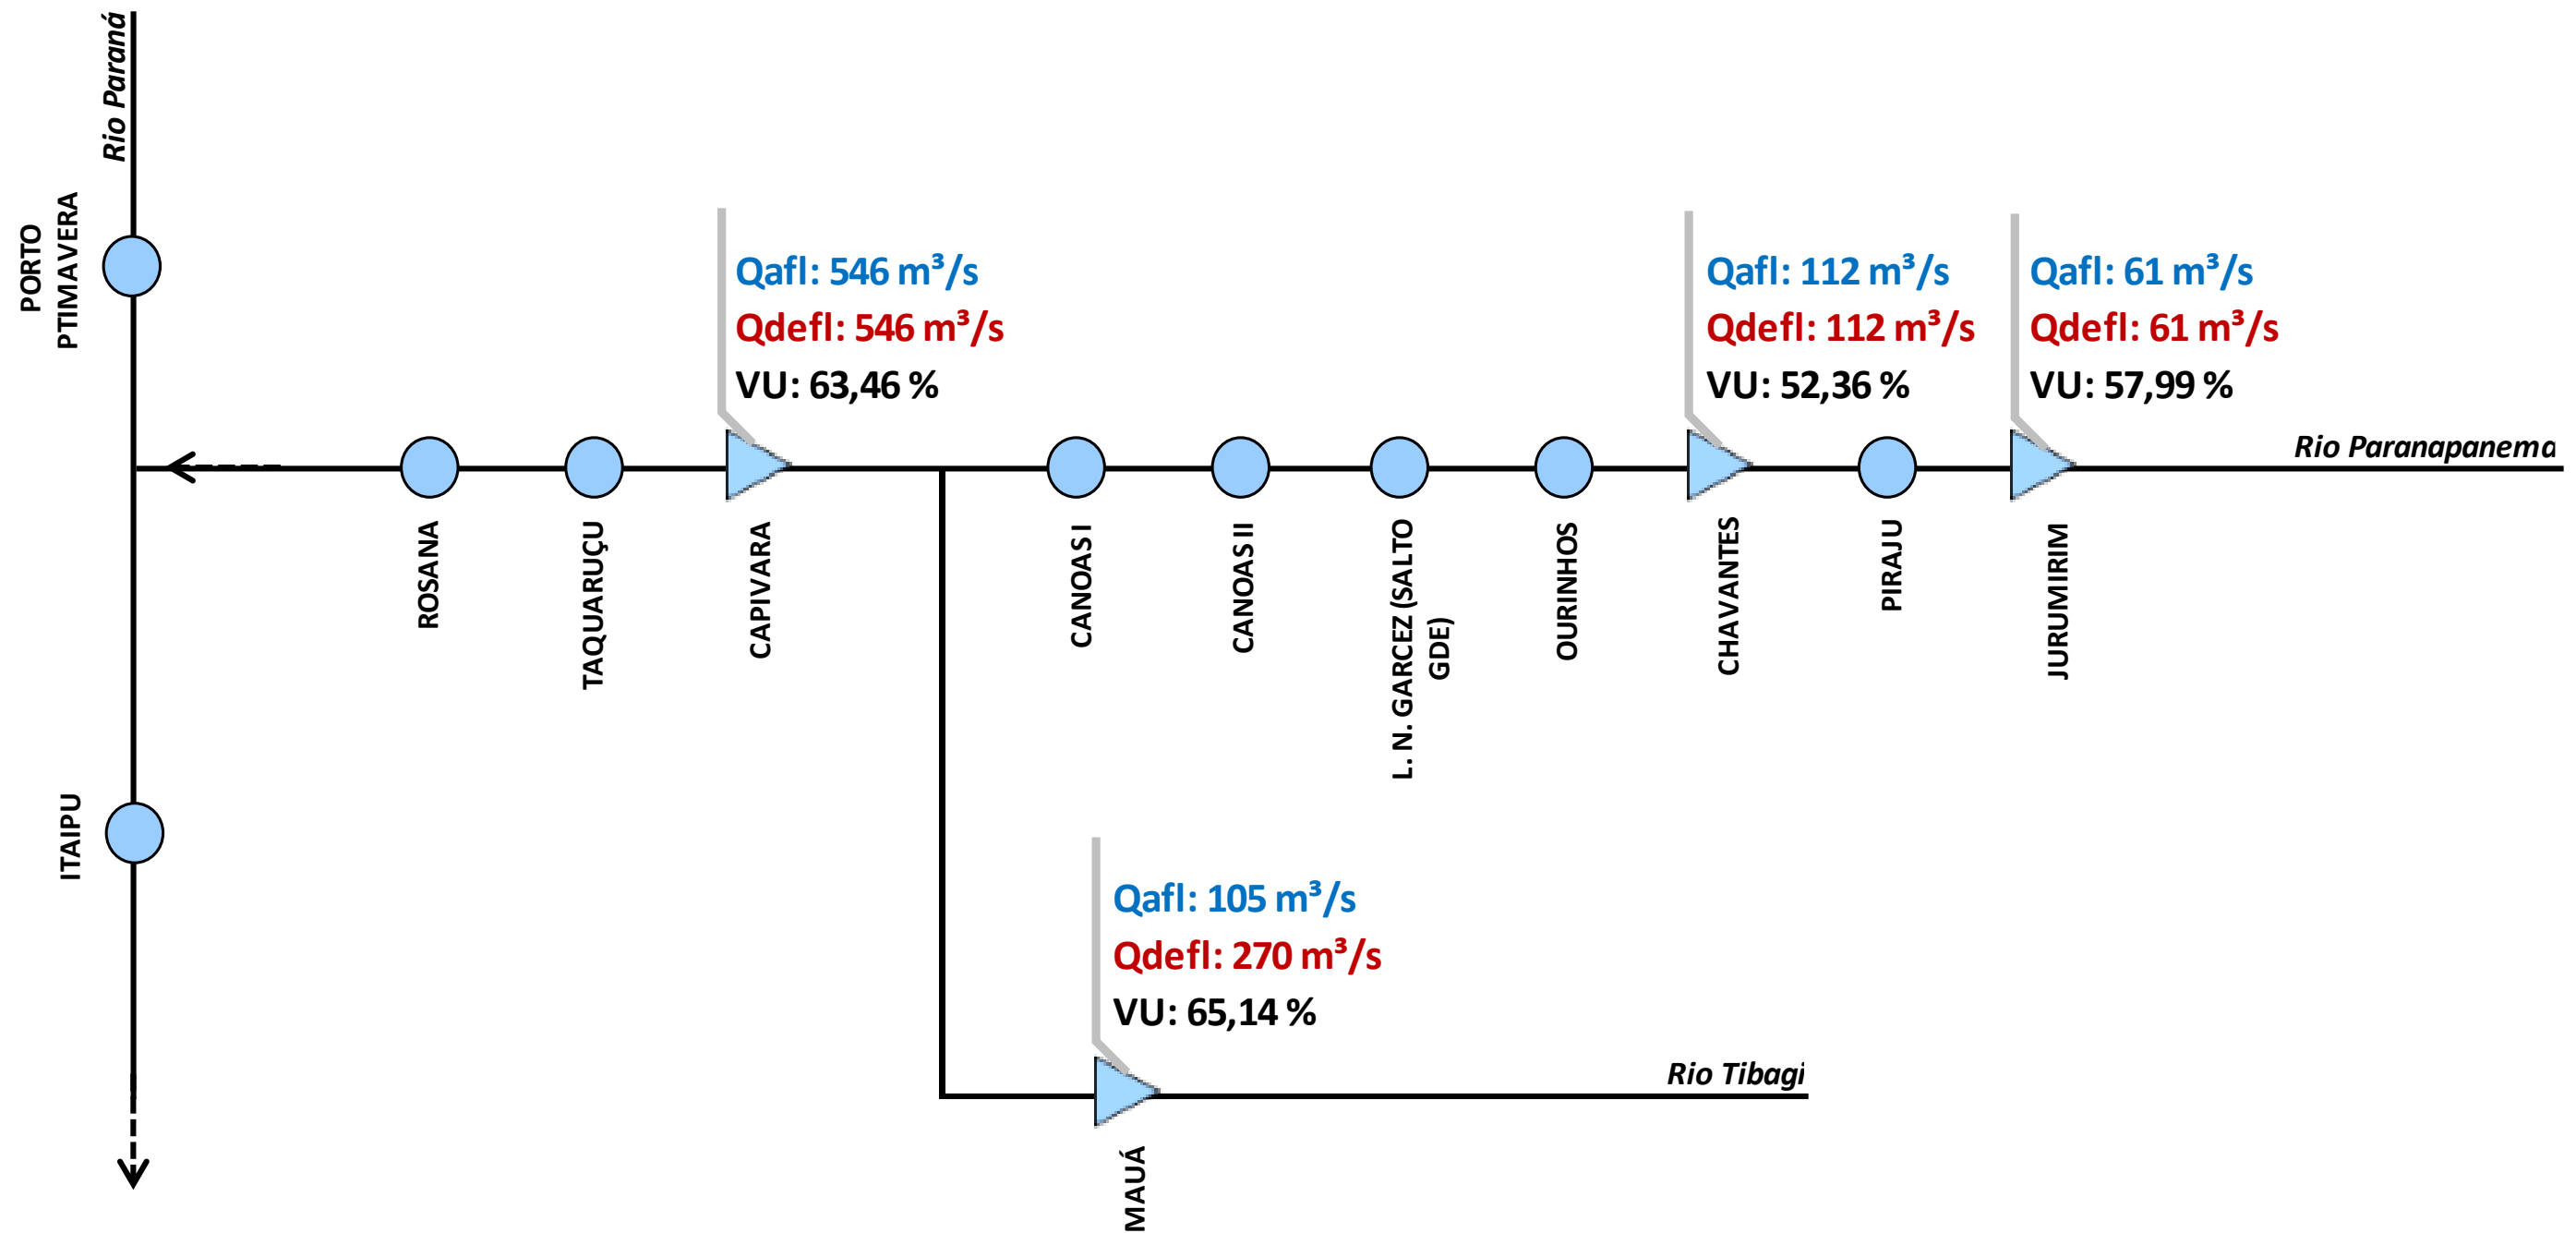 Rio Paraná
PORTO
PTIMAVERA
Qafl: 546 m³/s
Qdefl: 546 m³/s
VU: 63,46 %
Qafl: 112 m³/s
Qdefl: 112 m³/s
VU: 52,36 %
Qafl: 61 m³/s
Qdefl: 61 m³/s
VU: 57,99 %
Rio Paranapanema
ROSANA
TAQUARUÇU
CAPIVARA
CANOAS I
CANOAS II
L. N. GARCEZ (SALTO
GDE)
OURINHOS
CHAVANTES
PIRAJU
JURUMIRIM
ITAIPU
Qafl: 105 m³/s
Qdefl: 270 m³/s
VU: 65,14 %
Rio Tibagi
MAUÁ